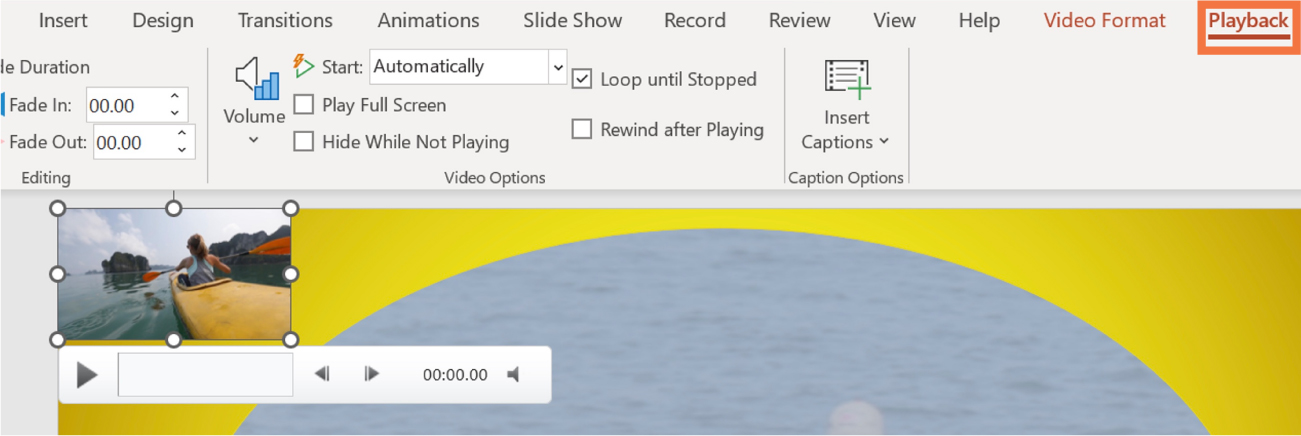 Insert Design Transitions Animations Slide Show Record Review View Help Video Format Playback
de Duration
Fade In: 00.00
Fade Out: 00.00
Editing
Volume
Start: Automatically
Play Full Screen
Hide While Not Playing
Loop until Stopped
Rewind after Playing
Video Options
Insert
Captions
Caption Options
00:00.00